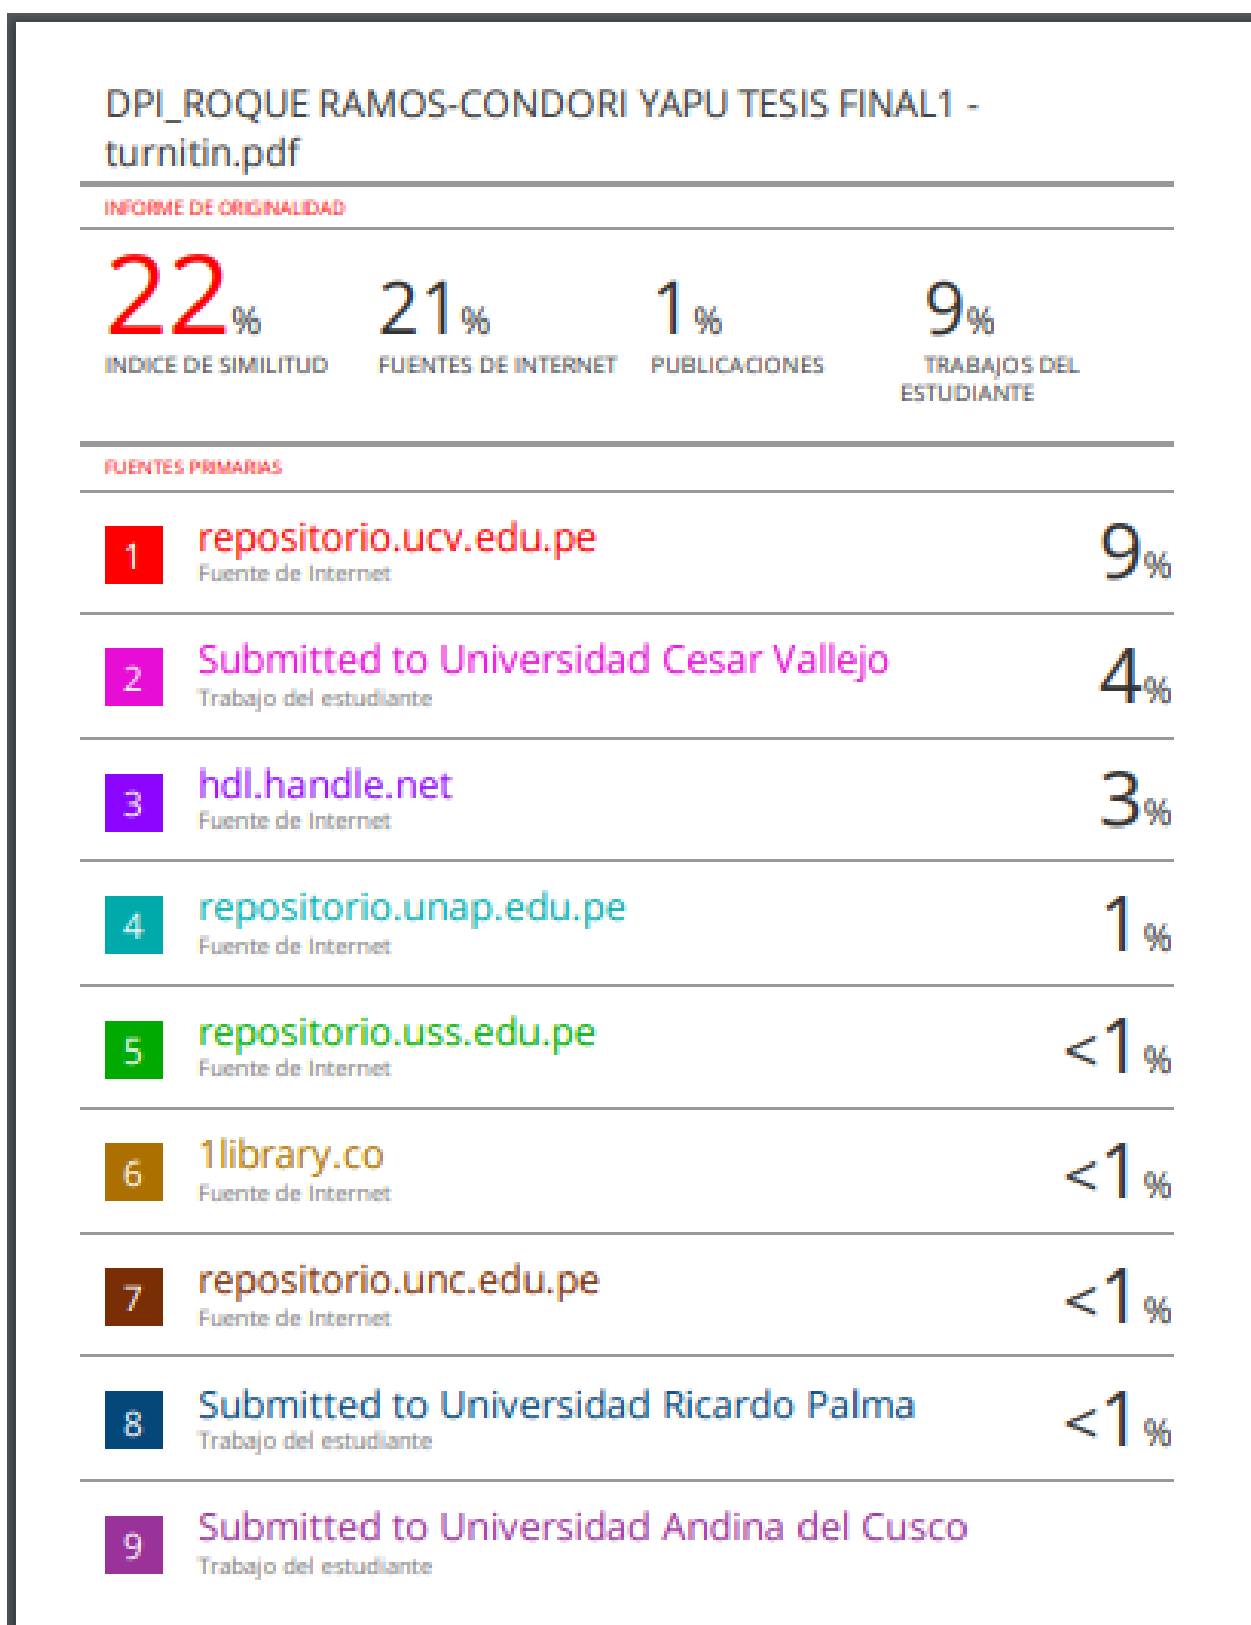 DPI_ROQUE RAMOS-CONDORI YAPU TESIS FINAL1 -
turnitin.pdf
INFORME DE ORIGINALIDAD
22%
21%
1%
9%
INDICE DE SIMILITUD
FUENTES DE INTERNET
PUBLICACIONES
TRABAJOS DEL
ESTUDIANTE
FUENTES PRIMARIAS
1
repositorio.ucv.edu.pe
Fuente de Internet
9%
2
Submitted to Universidad Cesar Vallejo
Trabajo del estudiante
4%
3
hdl.handle.net
Fuente de Internet
3%
4
repositorio.unap.edu.pe
Fuente de Internet
1%
5
repositorio.uss.edu.pe
Fuente de Internet
<1%
6
1library.co
Fuente de Internet
<1%
7
repositorio.unc.edu.pe
Fuente de Internet
<1%
8
Submitted to Universidad Ricardo Palma
Trabajo del estudiante
<1%
9
Submitted to Universidad Andina del Cusco
Trabajo del estudiante